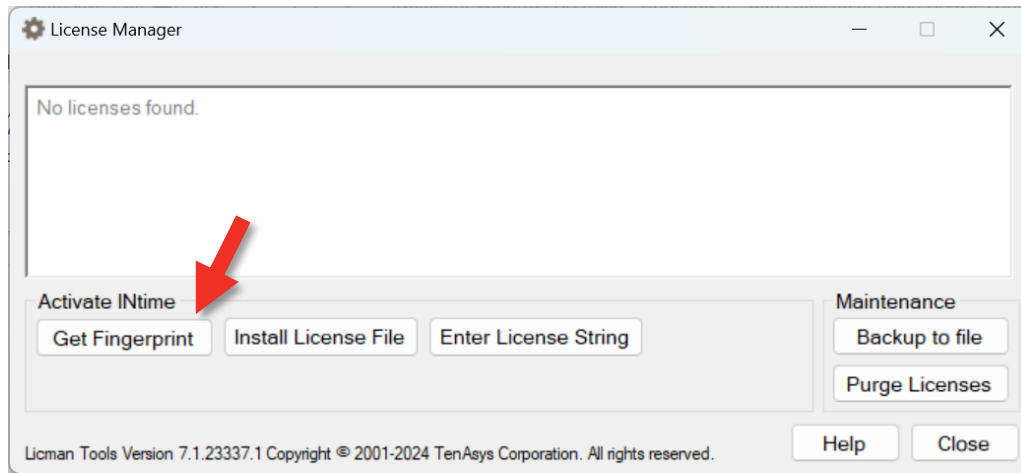 License Manager
No licenses found.
Activate INtime
Get Fingerprint
Install License File
Enter License String
Maintenance
Backup to file
Purge Licenses
Licman Tools Version 7.1.23337.1 Copyright © 2001-2024 TenAsys Corporation. All rights reserved.
Help
Close